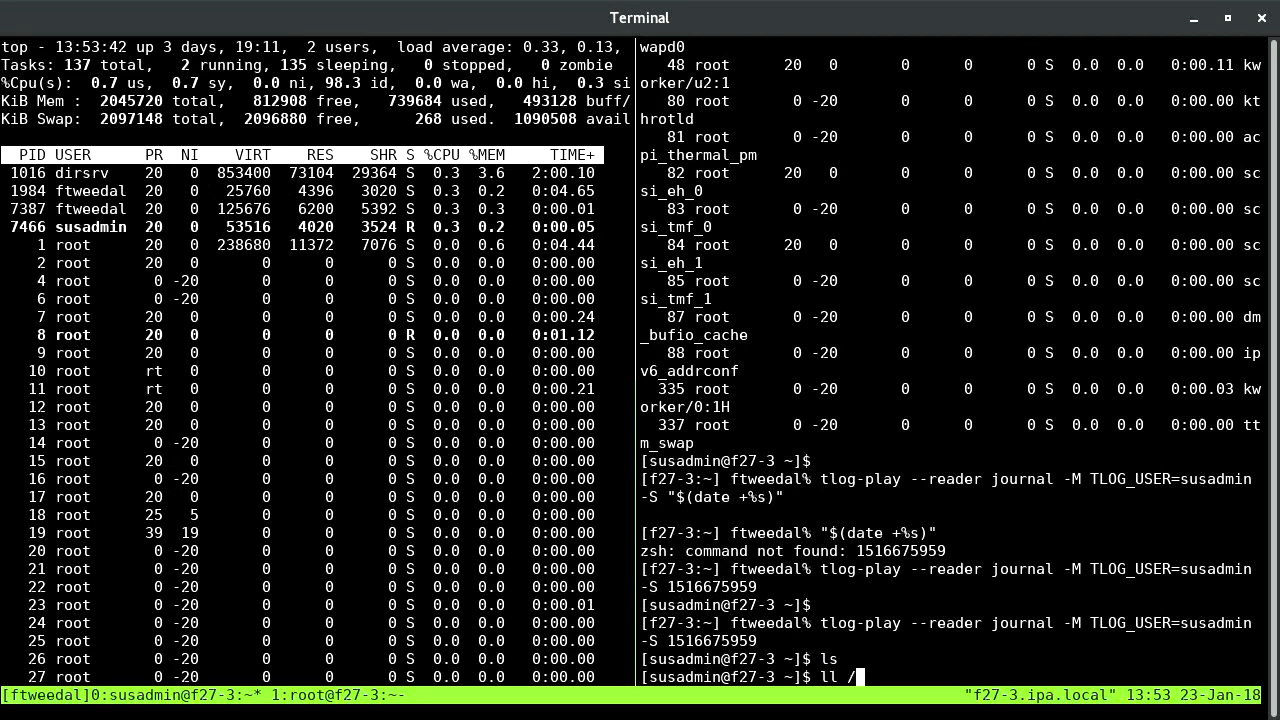 Terminal
top - 13:53:42 up 3 days, 19:11,  2 users,  load average: 0.33, 0.13,
Tasks: 137 total,   2 running, 135 sleeping,   0 stopped,   0 zombie
%Cpu(s):  0.7 us,  0.7 sy,  0.0 ni, 98.3 id,  0.0 wa,  0.0 hi,  0.3 si
KiB Mem :  2045720 total,   812908 free,   739684 used,   493128 buff/
KiB Swap:  2097148 total,  2096880 free,      268 used.  1090508 avail
PID USER      PR  NI    VIRT    RES    SHR S %CPU %MEM     TIME+
1016 dirsrv    20   0  853400  73104  29364 S  0.3  3.6   2:00.10
1984 ftweedal  20   0   25760   4396   3020 S  0.3  0.2   0:04.65
7387 ftweedal  20   0  125676   6200   5392 S  0.3  0.3   0:00.01
7466 susadmin  20   0   53516   4020   3524 R  0.3  0.2   0:00.05
1 root      20   0  238680  11372   7076 S  0.0  0.6   0:04.44
2 root      20   0       0      0      0 S  0.0  0.0   0:00.00
4 root       0 -20       0      0      0 S  0.0  0.0   0:00.00
6 root       0 -20       0      0      0 S  0.0  0.0   0:00.00
7 root      20   0       0      0      0 S  0.0  0.0   0:00.24
8 root      20   0       0      0      0 R  0.0  0.0   0:01.12
9 root      20   0       0      0      0 S  0.0  0.0   0:00.00
10 root      rt   0       0      0      0 S  0.0  0.0   0:00.00
11 root      rt   0       0      0      0 S  0.0  0.0   0:00.21
12 root      20   0       0      0      0 S  0.0  0.0   0:00.00
13 root      20   0       0      0      0 S  0.0  0.0   0:00.00
14 root       0 -20       0      0      0 S  0.0  0.0   0:00.00
15 root      20   0       0      0      0 S  0.0  0.0   0:00.00
16 root       0 -20       0      0      0 S  0.0  0.0   0:00.00
17 root      20   0       0      0      0 S  0.0  0.0   0:00.00
18 root      25   5       0      0      0 S  0.0  0.0   0:00.00
19 root      39  19       0      0      0 S  0.0  0.0   0:00.00
20 root       0 -20       0      0      0 S  0.0  0.0   0:00.00
21 root       0 -20       0      0      0 S  0.0  0.0   0:00.00
22 root       0 -20       0      0      0 S  0.0  0.0   0:00.00
23 root       0 -20       0      0      0 S  0.0  0.0   0:00.01
24 root       0 -20       0      0      0 S  0.0  0.0   0:00.00
25 root       0 -20       0      0      0 S  0.0  0.0   0:00.00
26 root       0 -20       0      0      0 S  0.0  0.0   0:00.00
27 root       0 -20       0      0      0 S  0.0  0.0   0:00.00
wapd0
48 root      20   0       0      0      0 S  0.0  0.0   0:00.11 kw
orker/u2:1
80 root       0 -20       0      0      0 S  0.0  0.0   0:00.00 kt
hrotld
81 root       0 -20       0      0      0 S  0.0  0.0   0:00.00 ac
pi_thermal_pm
82 root      20   0       0      0      0 S  0.0  0.0   0:00.00 sc
si_eh_0
83 root       0 -20       0      0      0 S  0.0  0.0   0:00.00 sc
si_tmf_0
84 root      20   0       0      0      0 S  0.0  0.0   0:00.00 sc
si_eh_1
85 root       0 -20       0      0      0 S  0.0  0.0   0:00.00 sc
si_tmf_1
87 root       0 -20       0      0      0 S  0.0  0.0   0:00.00 dm
_bufio_cache
88 root       0 -20       0      0      0 S  0.0  0.0   0:00.00 ip
v6_addrconf
335 root       0 -20       0      0      0 S  0.0  0.0   0:00.03 kw
orker/0:1H
337 root       0 -20       0      0      0 S  0.0  0.0   0:00.00 tt
m_swap
[susadmin@f27-3 ~]$
[f27-3:~] ftweedal% tlog-play --reader journal -M TLOG_USER=susadmin
-S "$(date +%s)"
[f27-3:~] ftweedal% "$(date +%s)"
zsh: command not found: 1516675959
[f27-3:~] ftweedal% tlog-play --reader journal -M TLOG_USER=susadmin
-S 1516675959
[susadmin@f27-3 ~]$
[f27-3:~] ftweedal% tlog-play --reader journal -M TLOG_USER=susadmin
-S 1516675959
[susadmin@f27-3 ~]$ ls
[susadmin@f27-3 ~]$ ll /
[ftweedal]0:susadmin@f27-3:~* 1:root@f27-3:~- "f27-3.ipa.local" 13:53 23-Jan-18